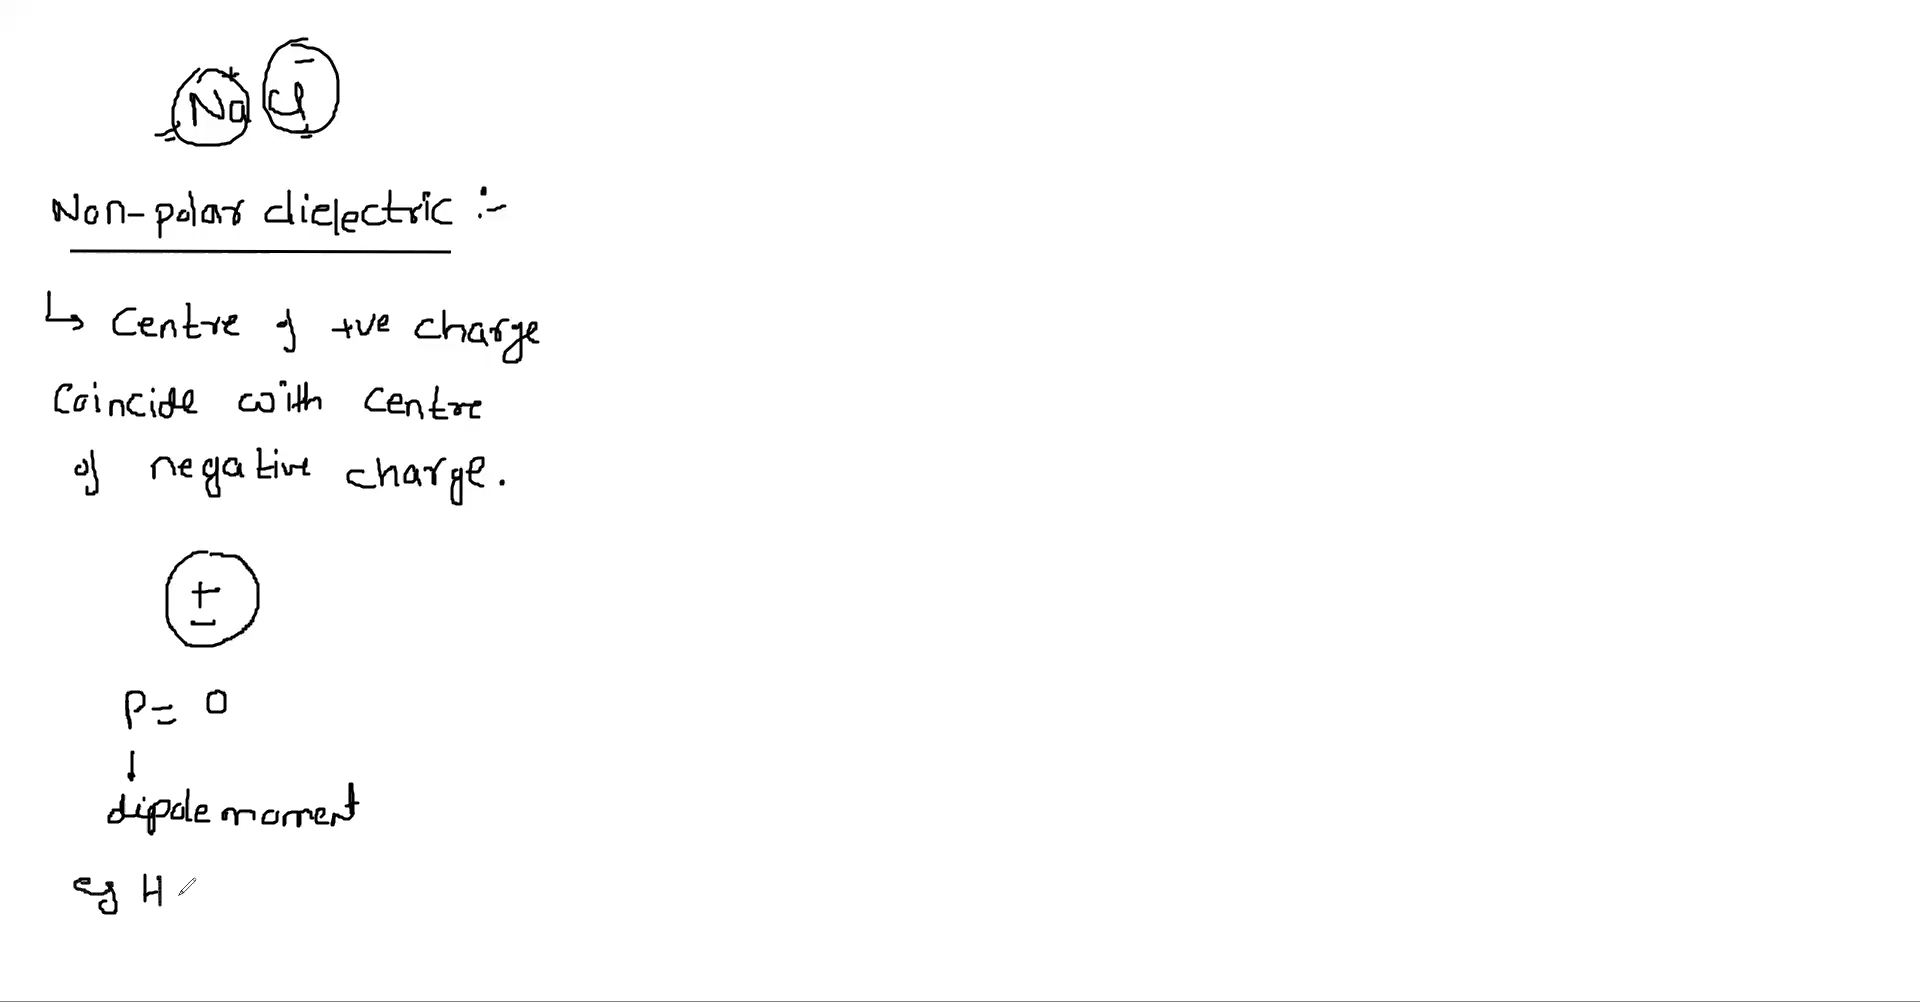 Na+ Cl-
Non-polar dielectric :-
↳ Centre of +ve charge
Coincide with centre
of negative charge.
+
-
P = 0
↓
dipole moment
eg H